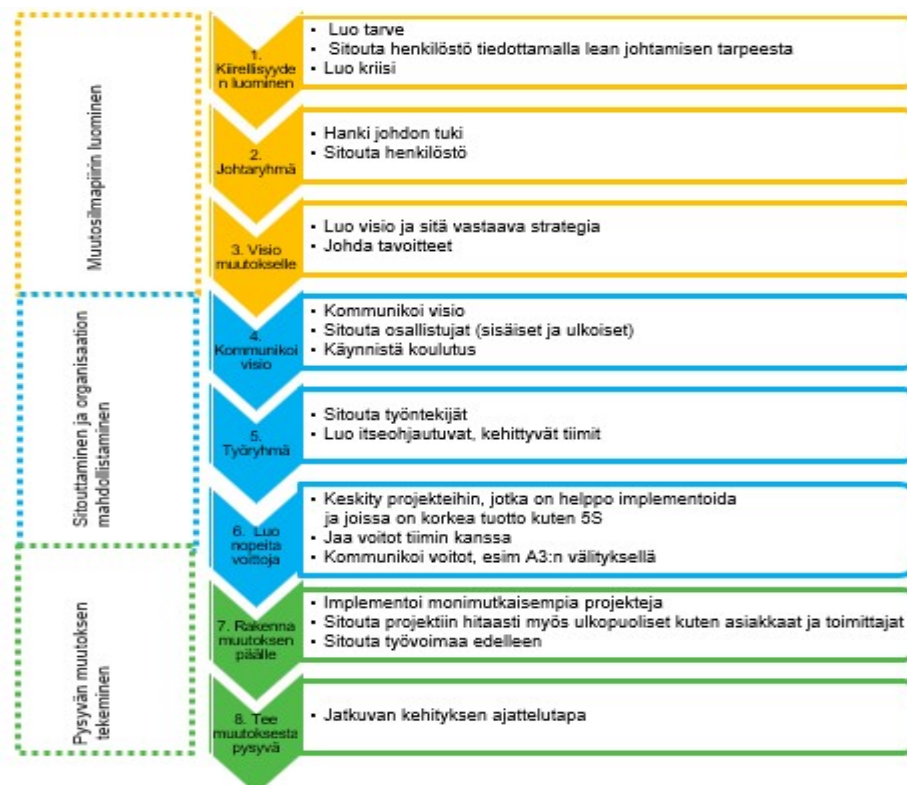 Muutosilmapiirin luominen
1.
Kiirellisyyde
n luominen
▪ Luo tarve
▪ Sitouta henkilöstö tiedottamalla lean johtamisen tarpeesta
▪ Luo kriisi
2.
Johtaryhmä
▪ Hanki johdon tuki
▪ Sitouta henkilöstö
3. Visio
muutokselle
▪ Luo visio ja sitä vastaava strategia
▪ Johda tavoitteet
Sitouttaminen ja organisaation
mahdollistaminen
4.
Kommunikoi
visio
▪ Kommunikoi visio
▪ Sitouta osallistujat (sisäiset ja ulkoiset)
▪ Käynnistä koulutus
5.
Työryhmä
▪ Sitouta työntekijät
▪ Luo itseohjautuvat, kehittyvät tiimit
6. Luo
nopeita
voittoja
▪ Keskity projekteihin, jotka on helppo implementoida
ja joissa on korkea tuotto kuten 5S
▪ Jaa voitot tiimin kanssa
▪ Kommunikoi voitot, esim A3:n välityksellä
Pysyvän muutoksen
tekeminen
7. Rakenna
muutoksen
päälle
▪ Implementoi monimutkaisempia projekteja
▪ Sitouta projektiin hitaasti myös ulkopuoliset kuten asiakkaat ja toimittajat
▪ Sitouta työvoimaa edelleen
8. Tee
muutoksesta
pysyvä
▪ Jatkuvan kehityksen ajattelutapa